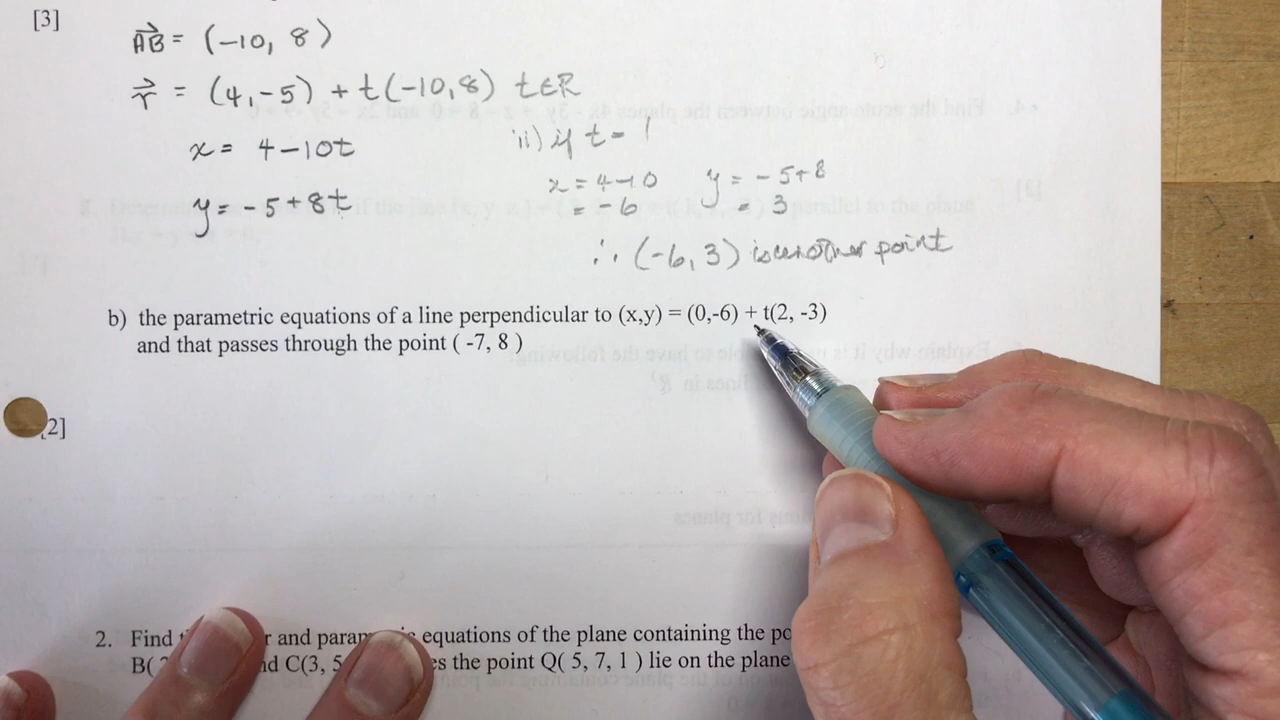 [3]
AB = (-10, 8)
r = (4,-5) + t(-10,8) t∈R
x = 4-10t
ii) if t = 1
y = -5+8t
x = 4-10 y = -5+8
= -6 = 3
∴ (-6, 3) is another point
b) the parametric equations of a line perpendicular to (x,y) = (0,-6) + t(2, -3)
and that passes through the point ( -7, 8 )
2]
2. Find r and equations of the plane containing the
B( C(3, 5 the point Q( 5, 7, 1 ) lie on the plane